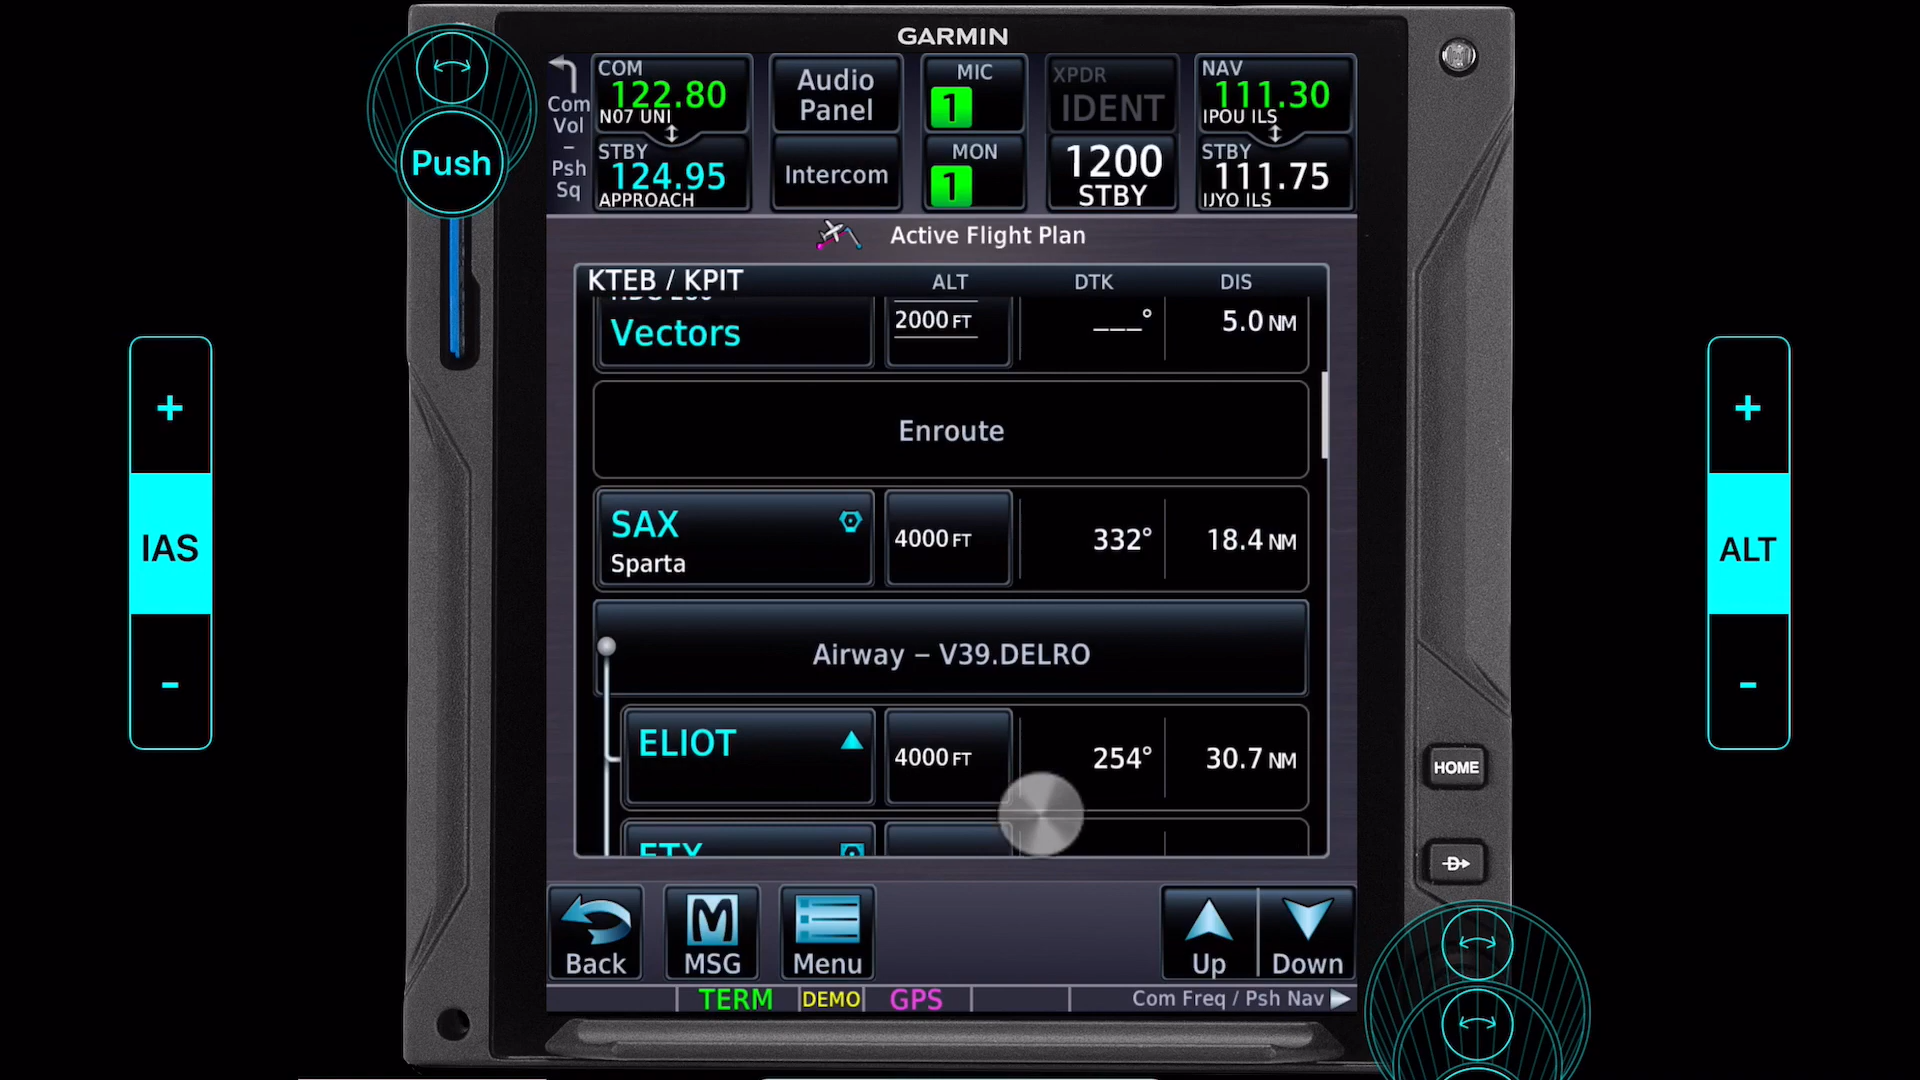 GARMIN
Com
Vol
–
Psh
Sq
COM
122.80
N07 UNI
STBY
124.95
APPROACH
Audio
Panel
Intercom
MIC
1
MON
1
XPDR
IDENT
1200
STBY
NAV
111.30
IPOU ILS
STBY
111.75
IJYO ILS
Push
Active Flight Plan
KTEB / KPIT ALT DTK DIS
Vectors 2000 FT ___° 5.0 NM
Enroute
SAX 4000 FT 332° 18.4 NM
Sparta
Airway – V39.DELRO
ELIOT 4000 FT 254° 30.7 NM
+
IAS
-
+
ALT
-
HOME
D
Back
MSG
Menu
Up
Down
TERM DEMO GPS Com Freq / Psh Nav